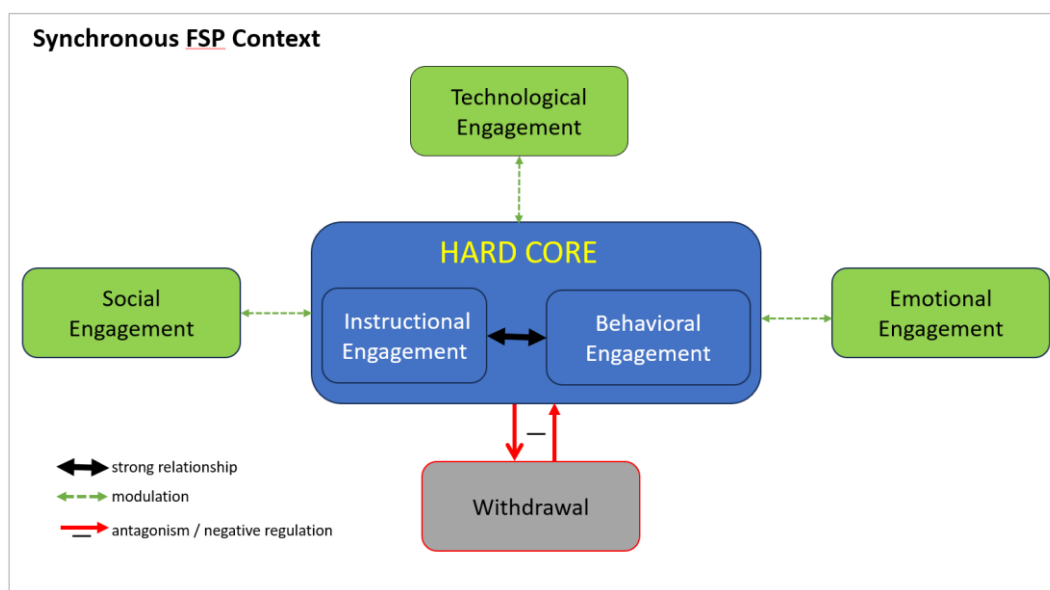 Synchronous FSP Context
Technological
Engagement
HARD CORE
Social
Engagement
Instructional
Engagement
Behavioral
Engagement
Emotional
Engagement
—
strong relationship
modulation
—
antagonism / negative regulation
Withdrawal